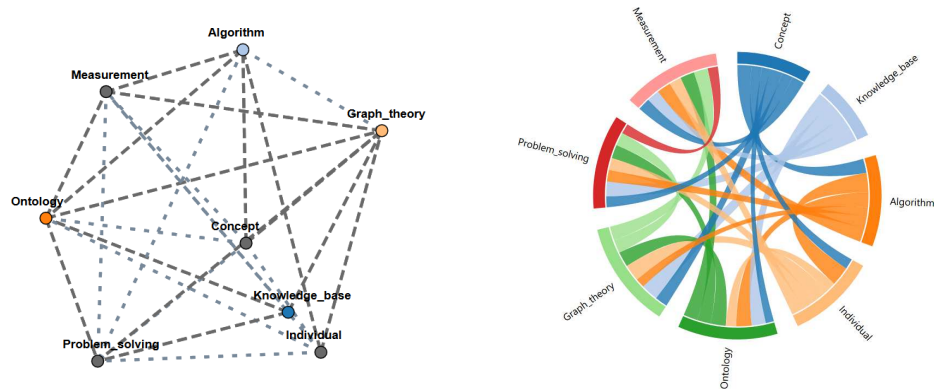 Algorithm
Measurement
Graph_theory
Ontology
Concept
Knowledge_base
Individual
Problem_solving
Concept
Measurement
Knowledge_base
Problem_solving
Algorithm
Graph_theory
Individual
Ontology